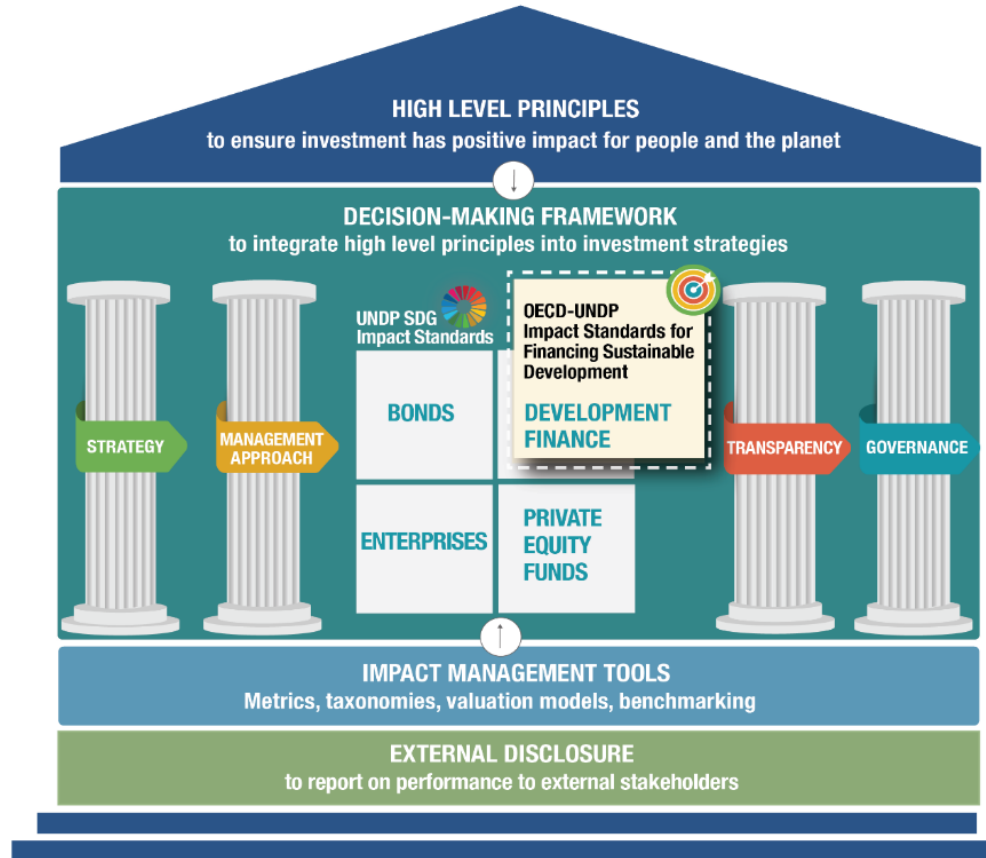 HIGH LEVEL PRINCIPLES
to ensure investment has positive impact for people and the planet
DECISION-MAKING FRAMEWORK
to integrate high level principles into investment strategies
STRATEGY
MANAGEMENT
APPROACH
UNDP SDG
Impact Standards
BONDS
OECD-UNDP
Impact Standards for
Financing Sustainable
Development
DEVELOPMENT
FINANCE
ENTERPRISES
PRIVATE
EQUITY
FUNDS
TRANSPARENCY
GOVERNANCE
IMPACT MANAGEMENT TOOLS
Metrics, taxonomies, valuation models, benchmarking
EXTERNAL DISCLOSURE
to report on performance to external stakeholders